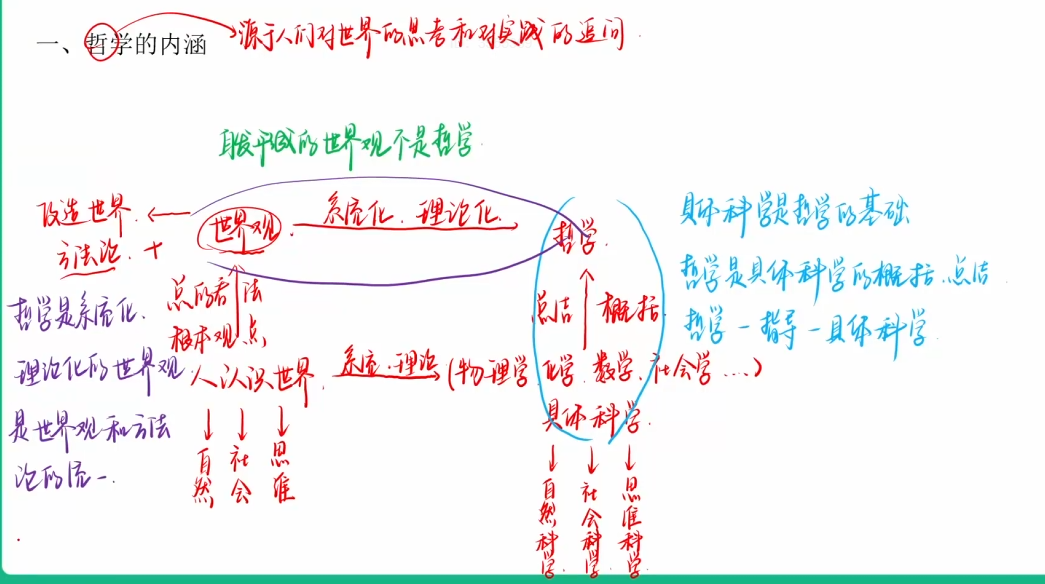 一、哲学的内涵
源于人们对世界的思考和对实践的追问
联平碱的世界观不是哲学.
改造世界.
方法论. +
世界观.
系统化、理论化.
哲学.
总的看法
根本观点
总结 概括
具体科学是哲学的基础
哲学是具体科学的概括、总结
哲学一指导一具体科学.
哲学是系统化、
理论化的世界观
是世界观和方法
论的统一.
人认识世界.
系统、理论
(物理学、化学、数学、社会学…)
具体科学.
自然
社会
思维
自然科学.
社会科学.
思维科学.